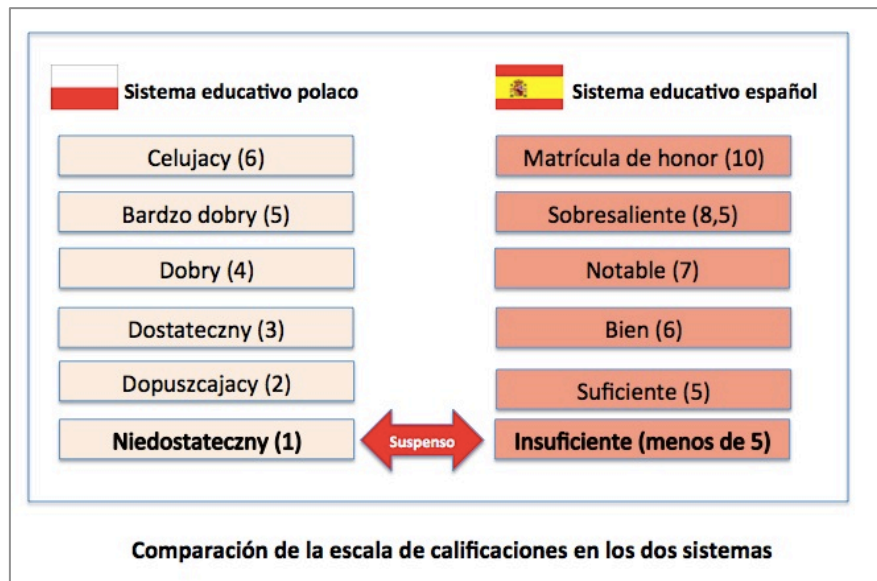 Sistema educativo polaco
Sistema educativo español
Celujacy (6)
Matrícula de honor (10)
Bardzo dobry (5)
Sobresaliente (8,5)
Dobry (4)
Notable (7)
Dostateczny (3)
Bien (6)
Dopuszcajacy (2)
Suficiente (5)
Niedostateczny (1)
Suspenso
Insuficiente (menos de 5)
Comparación de la escala de calificaciones en los dos sistemas